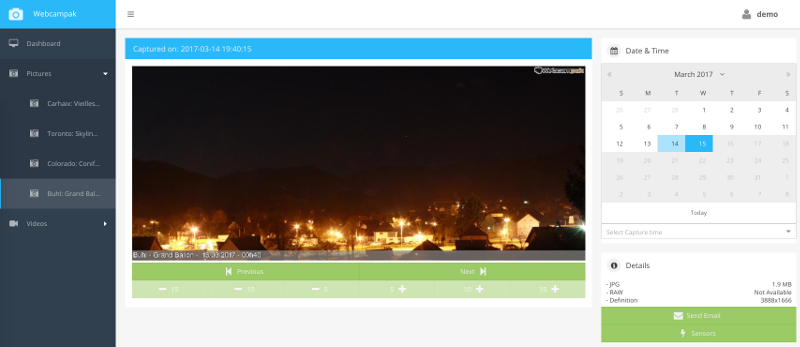 Webcampak
demo
Dashboard
Pictures
Carhaix: Vieilles...
Toronto: Skylin...
Colorado: Conif...
Buhl: Grand Bal...
Videos
Captured on: 2017-03-14 19:40:15
Buhl - Grand Ballon - 15/03/2017 - 00h40
Previous
Next
15
10
5
5
10
15
Date & Time
March 2017
S M T W T F S
26 27 28 1 2 3 4
5 6 7 8 9 10 11
12 13 14 15 16 17 18
19 20 21 22 23 24 25
26 27 28 29 30 31 1
2 3 4 5 6 7 8
Today
Select Capture time
Details
- JPG 1.9 MB
- RAW Not Available
- Definition 3888x1666
Send Email
Sensors